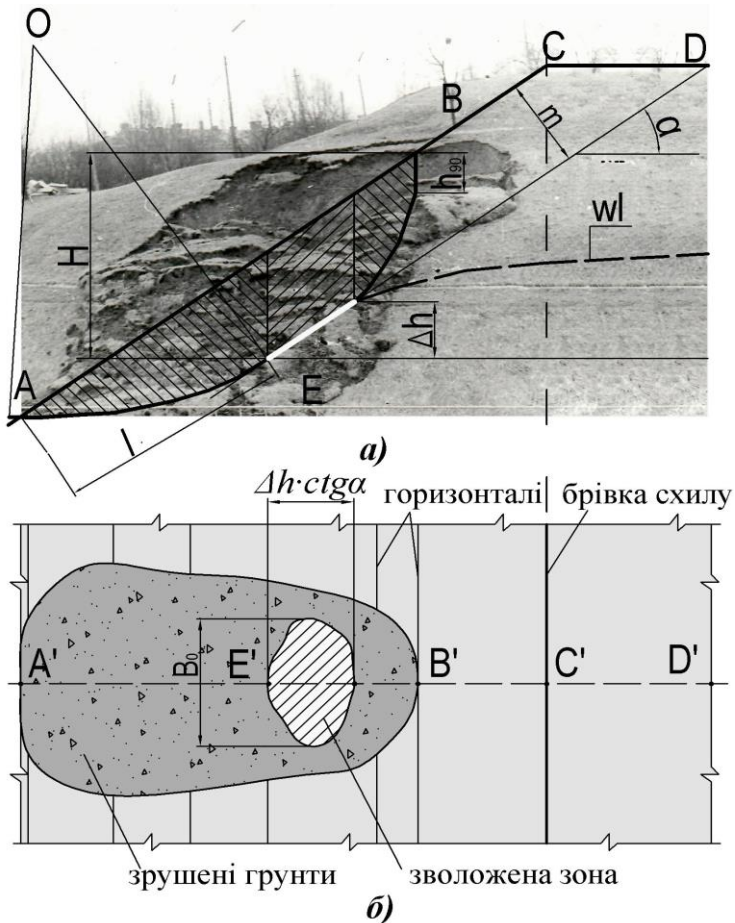 O
C
D
B
m
α
h90
wl
H
Δh
A
E
l
а)
Δh·ctgα
горизонталі
брівка схилу
B0
A'
E'
B'
C'
D'
зрушені грунти
зволожена зона
б)